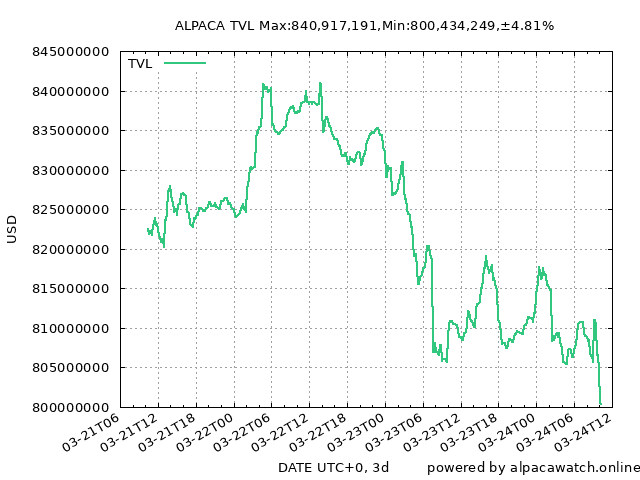 ALPACA TVL Max:840,917,191,Min:800,434,249,±4.81%
TVL
845000000
840000000
835000000
830000000
825000000
820000000
815000000
810000000
805000000
800000000
USD
03-21T06
03-21T12
03-21T18
03-22T00
03-22T06
03-22T12
03-22T18
03-23T00
03-23T06
03-23T12
03-23T18
03-24T00
03-24T06
03-24T12
DATE UTC+0, 3d
powered by alpacawatch.online